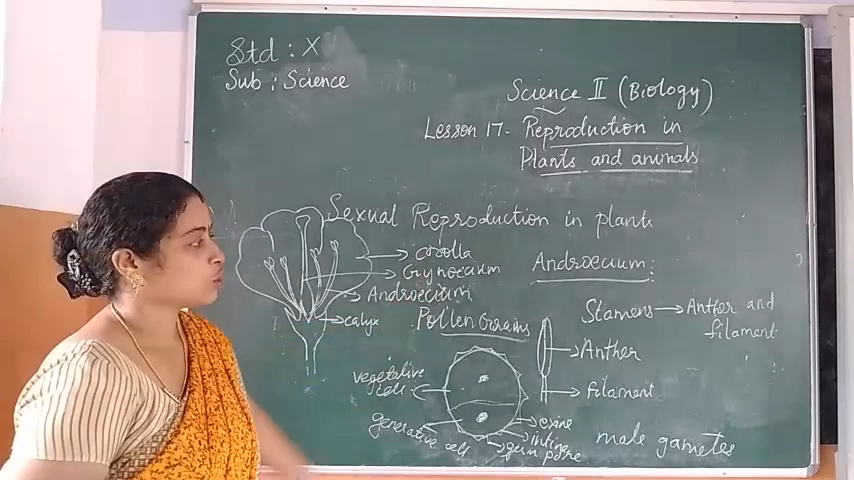 Std : X
Sub : Science
Science II (Biology)
Lesson 17. Reproduction in
Plants and animals
Sexual Reproduction in plants
corolla
Gynoecium
Androecium
calyx
Androecium:
Stamens → Anther and
filament
Anther
filament
Pollen Grains
vegetative
cell
generative cell
exine
intine
germ pore
male gametes